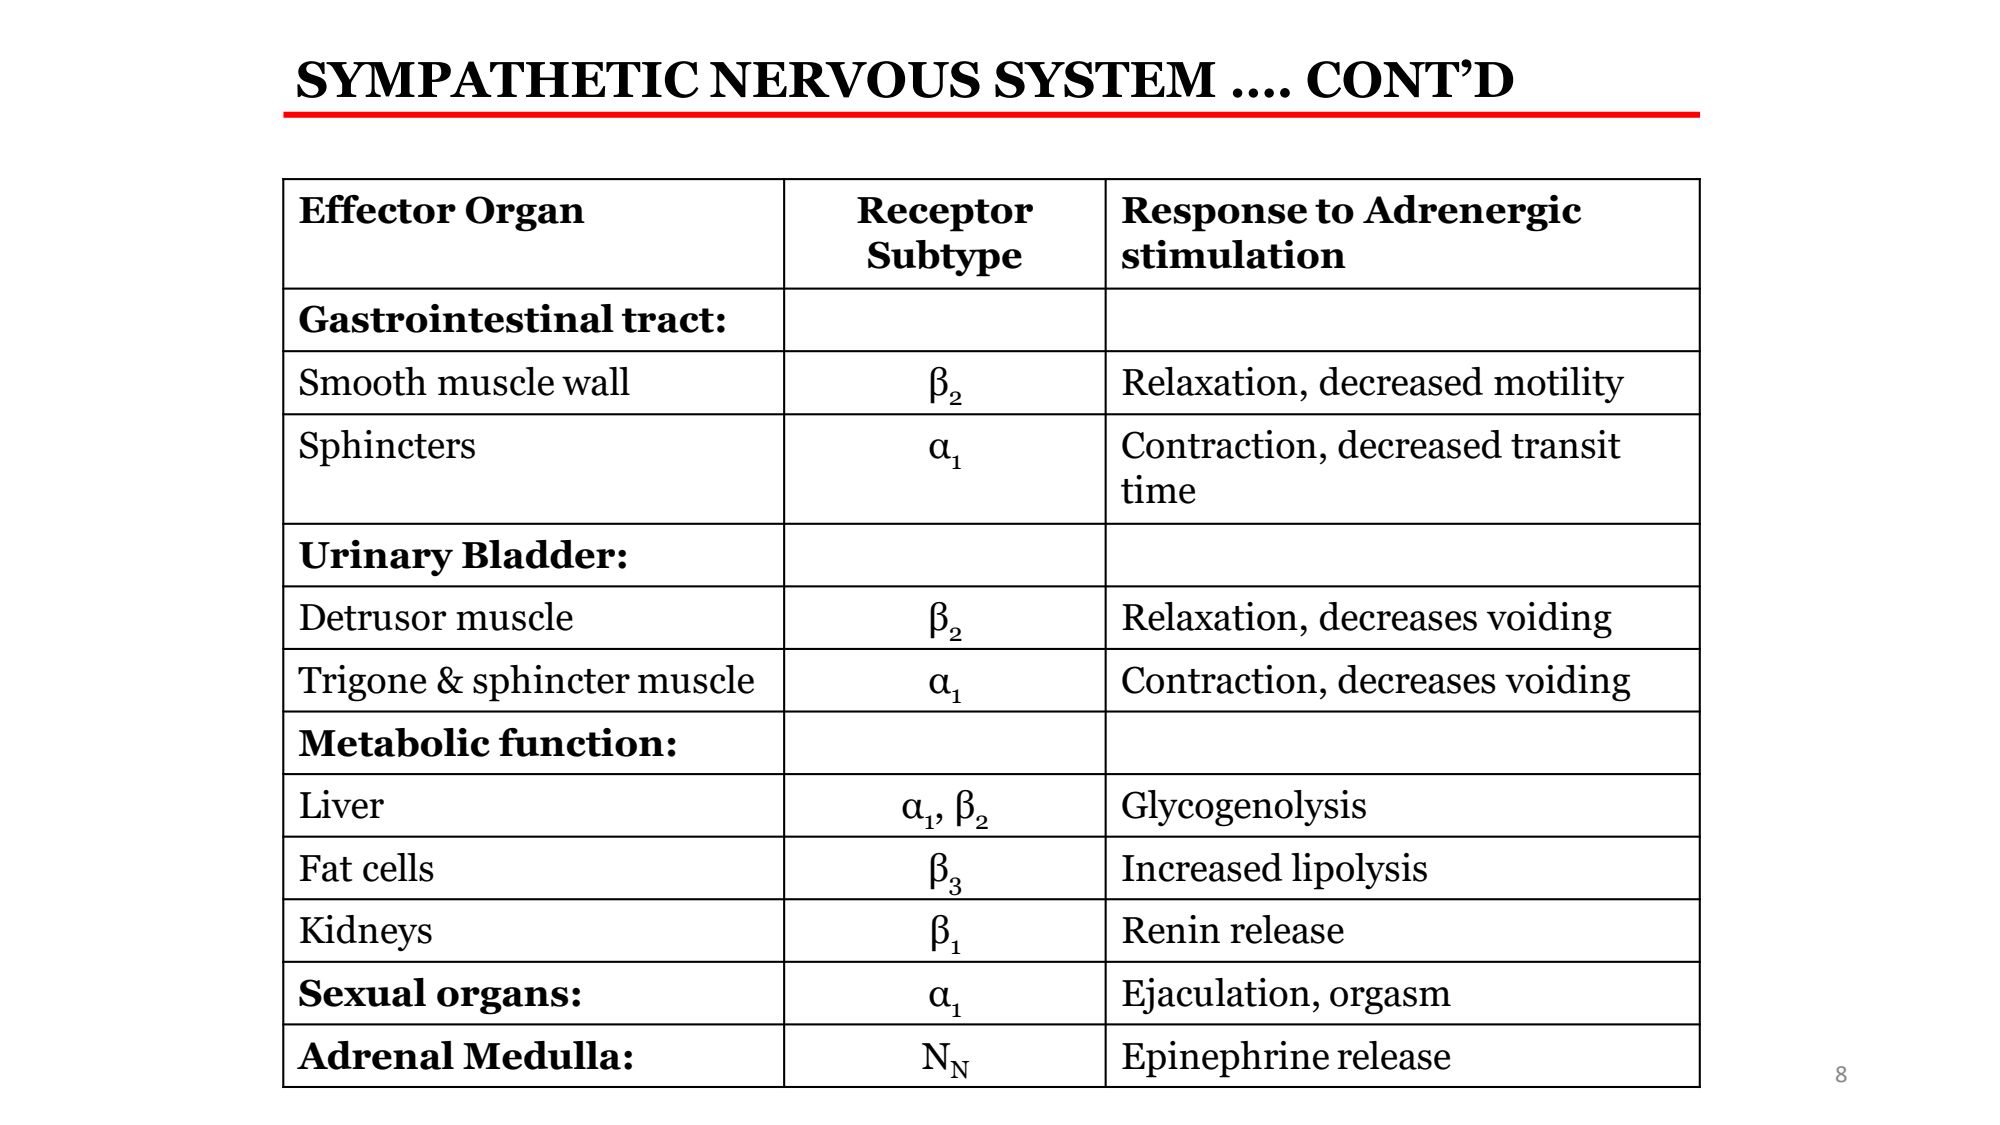 SYMPATHETIC NERVOUS SYSTEM .... CONT’D
Effector Organ
Receptor
Subtype
Response to Adrenergic
stimulation
Gastrointestinal tract:
Smooth muscle wall
β₂
Relaxation, decreased motility
Sphincters
α₁
Contraction, decreased transit
time
Urinary Bladder:
Detrusor muscle
β₂
Relaxation, decreases voiding
Trigone & sphincter muscle
α₁
Contraction, decreases voiding
Metabolic function:
Liver
α₁, β₂
Glycogenolysis
Fat cells
β₃
Increased lipolysis
Kidneys
β₁
Renin release
Sexual organs:
α₁
Ejaculation, orgasm
Adrenal Medulla:
N_N
Epinephrine release
8